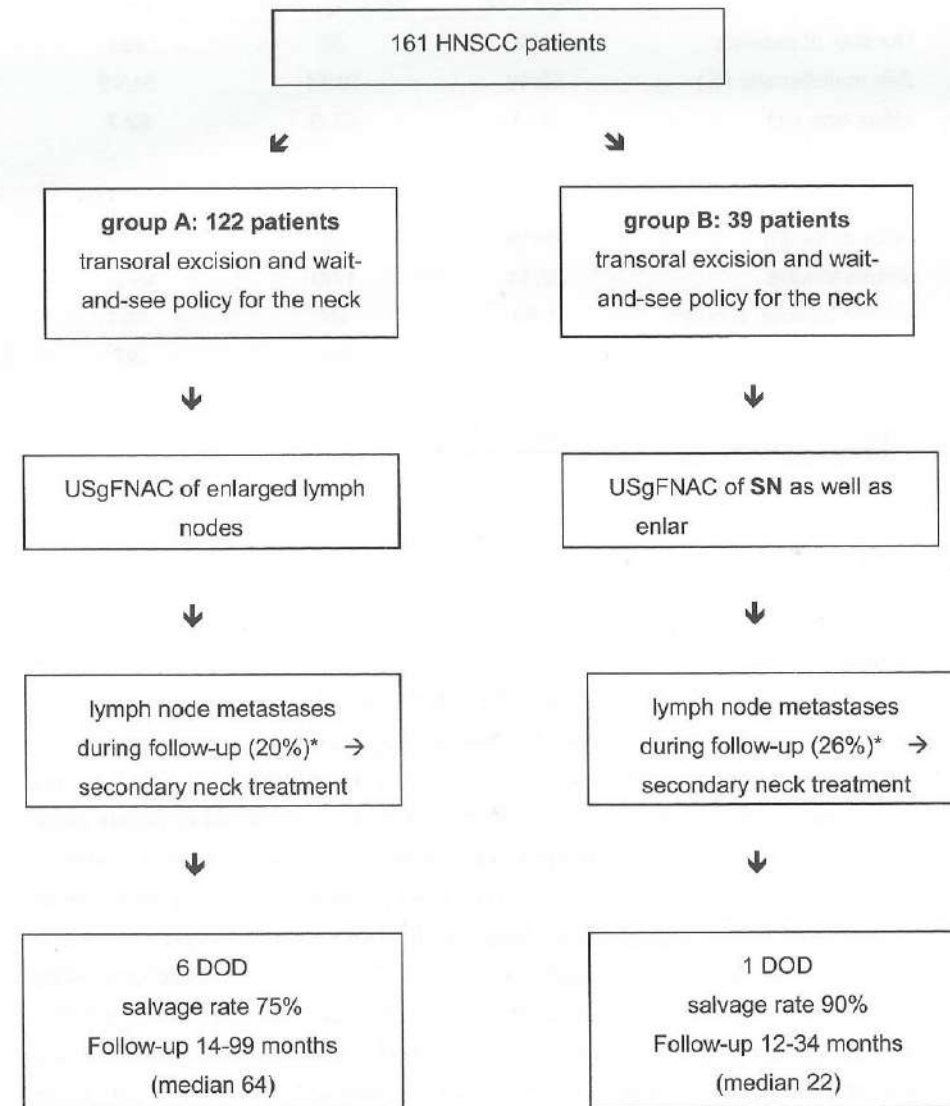 161 HNSCC patients
group A: 122 patients
transoral excision and wait-
and-see policy for the neck
group B: 39 patients
transoral excision and wait-
and-see policy for the neck
USgFNAC of enlarged lymph
nodes
USgFNAC of SN as well as
enlar
lymph node metastases
during follow-up (20%)* →
secondary neck treatment
lymph node metastases
during follow-up (26%)* →
secondary neck treatment
6 DOD
salvage rate 75%
Follow-up 14-99 months
(median 64)
1 DOD
salvage rate 90%
Follow-up 12-34 months
(median 22)